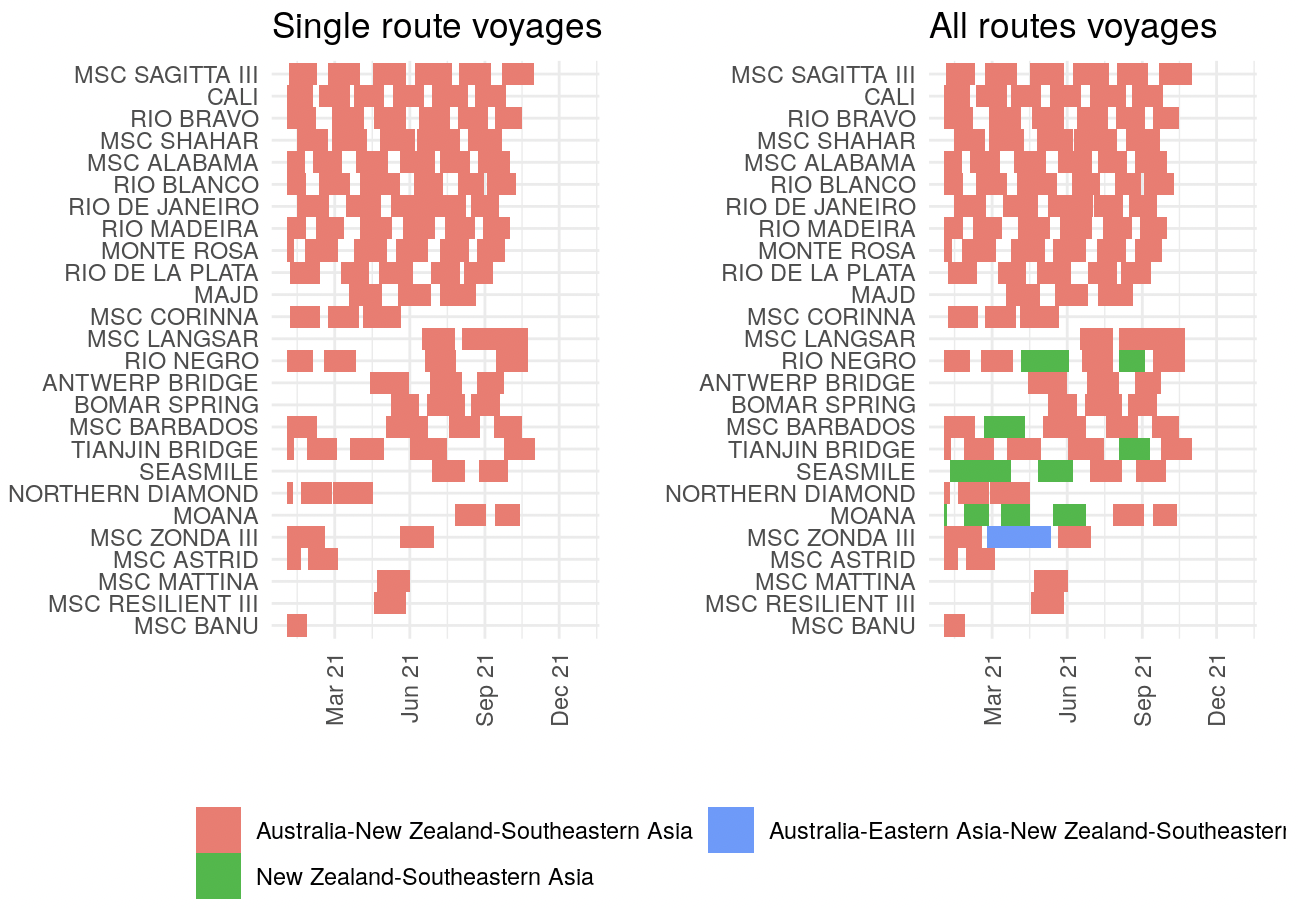 Single route voyages
MSC SAGITTA III
CALI
RIO BRAVO
MSC SHAHAR
MSC ALABAMA
RIO BLANCO
RIO DE JANEIRO
RIO MADEIRA
MONTE ROSA
RIO DE LA PLATA
MAJD
MSC CORINNA
MSC LANGSAR
RIO NEGRO
ANTWERP BRIDGE
BOMAR SPRING
MSC BARBADOS
TIANJIN BRIDGE
SEASMILE
NORTHERN DIAMOND
MOANA
MSC ZONDA III
MSC ASTRID
MSC MATTINA
MSC RESILIENT III
MSC BANU
Mar 21
Jun 21
Sep 21
Dec 21
All routes voyages
MSC SAGITTA III
CALI
RIO BRAVO
MSC SHAHAR
MSC ALABAMA
RIO BLANCO
RIO DE JANEIRO
RIO MADEIRA
MONTE ROSA
RIO DE LA PLATA
MAJD
MSC CORINNA
MSC LANGSAR
RIO NEGRO
ANTWERP BRIDGE
BOMAR SPRING
MSC BARBADOS
TIANJIN BRIDGE
SEASMILE
NORTHERN DIAMOND
MOANA
MSC ZONDA III
MSC ASTRID
MSC MATTINA
MSC RESILIENT III
MSC BANU
Mar 21
Jun 21
Sep 21
Dec 21
Australia-New Zealand-Southeastern Asia
New Zealand-Southeastern Asia
Australia-Eastern Asia-New Zealand-Southeastern